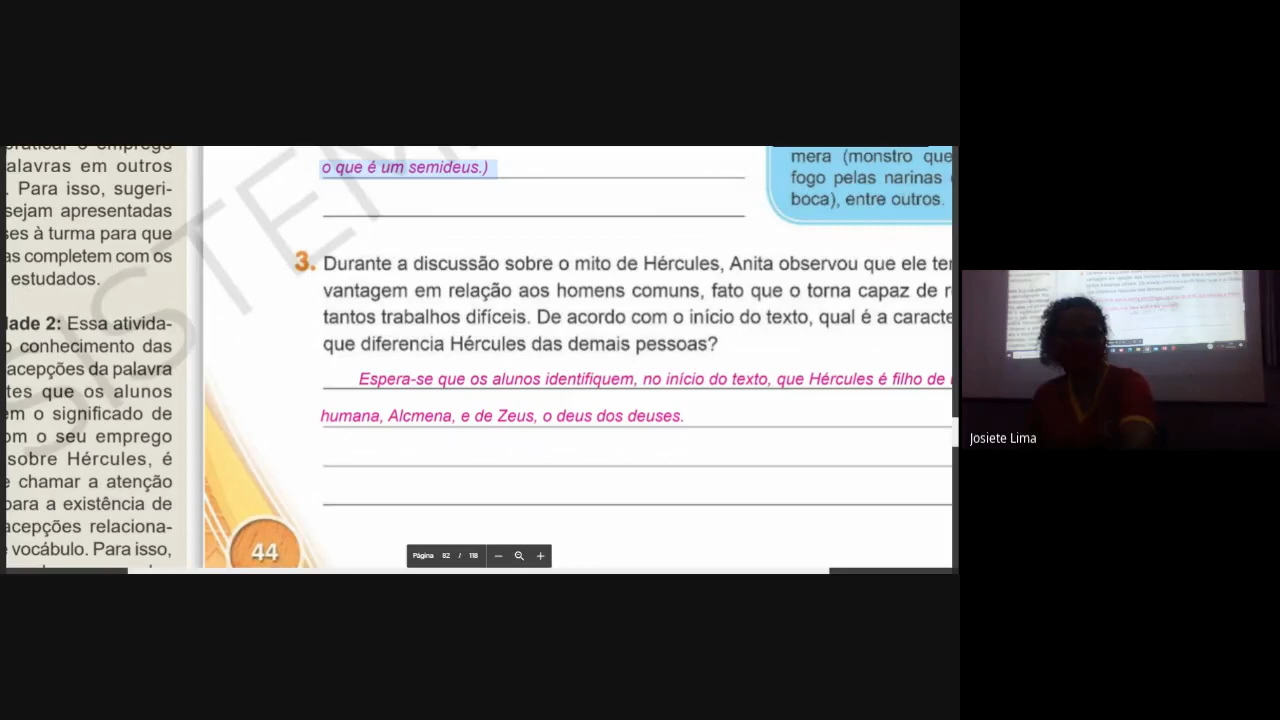 alavras em outros
. Para isso, sugeri-
sejam apresentadas
ses à turma para que
as completem com os
estudados.
dade 2: Essa ativida-
o conhecimento das
acepções da palavra
tes que os alunos
em o significado de
om o seu emprego
sobre Hércules, é
e chamar a atenção
para a existência de
acepções relaciona-
vocábulo. Para isso,
SISTEM
o que é um semideus.)
mera (monstro que
fogo pelas narinas
boca), entre outros.
3. Durante a discussão sobre o mito de Hércules, Anita observou que ele ter
vantagem em relação aos homens comuns, fato que o torna capaz de r
tantos trabalhos difíceis. De acordo com o início do texto, qual é a caracte
que diferencia Hércules das demais pessoas?
Espera-se que os alunos identifiquem, no início do texto, que Hércules é filho de
humana, Alcmena, e de Zeus, o deus dos deuses.
44
Página 82 / 118
Josiete Lima